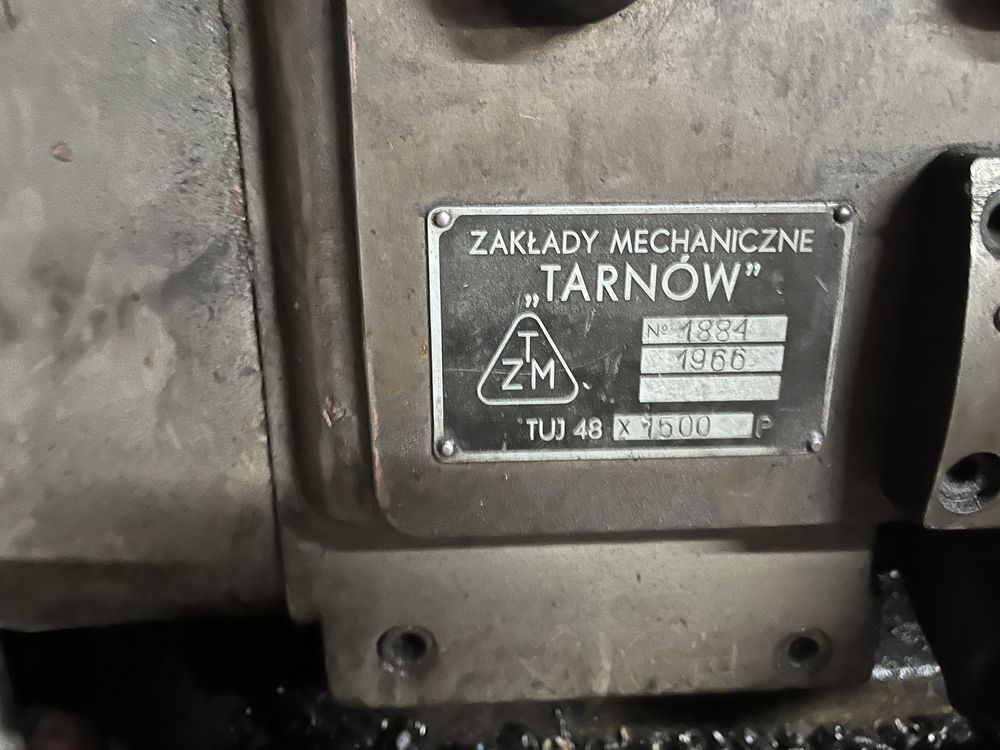 ZAKŁADY MECHANICZNE
„TARNÓW”
T
ZM
Nº 1884
1966
TUJ 48 X 1500 P